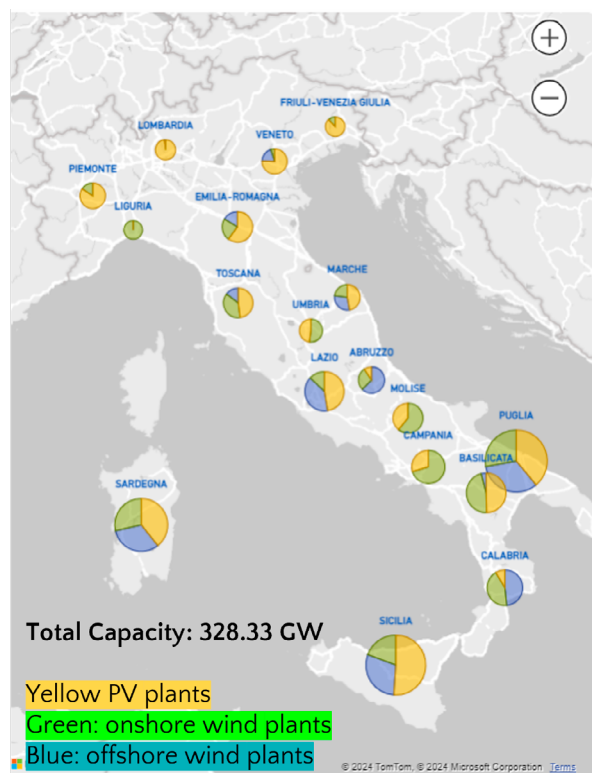 +
−
FRIULI-VENEZIA GIULIA
LOMBARDIA
VENETO
PIEMONTE
EMILIA-ROMAGNA
LIGURIA
TOSCANA
MARCHE
UMBRIA
LAZIO
ABRUZZO
MOLISE
PUGLIA
CAMPANIA
BASILICATA
SARDEGNA
CALABRIA
SICILIA
Total Capacity: 328.33 GW
Yellow PV plants
Green: onshore wind plants
Blue: offshore wind plants
© 2024 TomTom, © 2024 Microsoft Corporation Terms